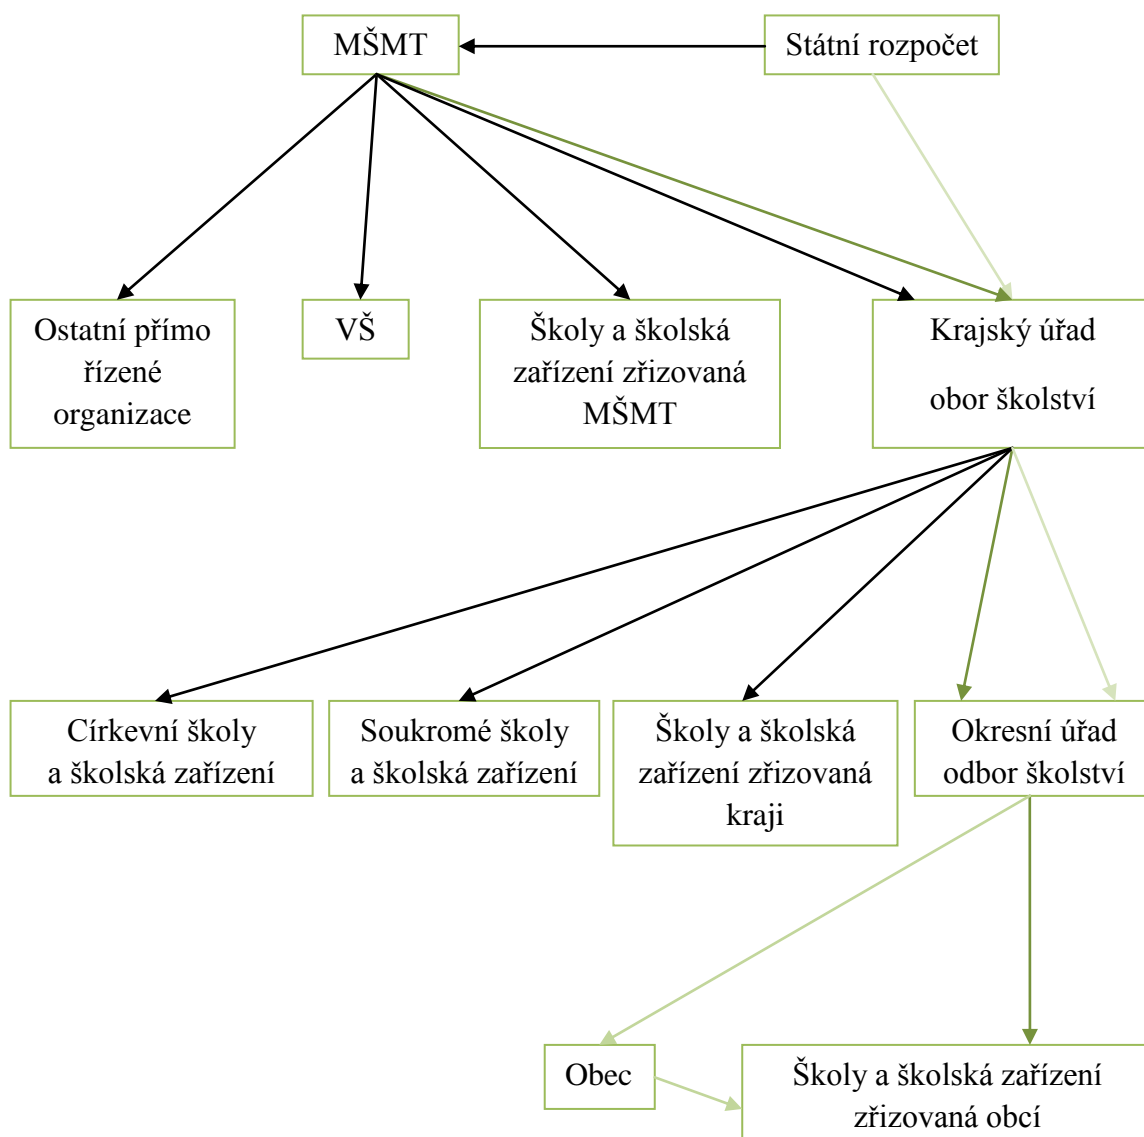 MŠMT
Státní rozpočet
Ostatní přímo
řízené
organizace
VŠ
Školy a školská
zařízení zřizovaná
MŠMT
Krajský úřad
obor školství
Církevní školy
a školská zařízení
Soukromé školy
a školská zařízení
Školy a školská
zařízení zřizovaná
kraji
Okresní úřad
odbor školství
Obec
Školy a školská zařízení
zřizovaná obcí